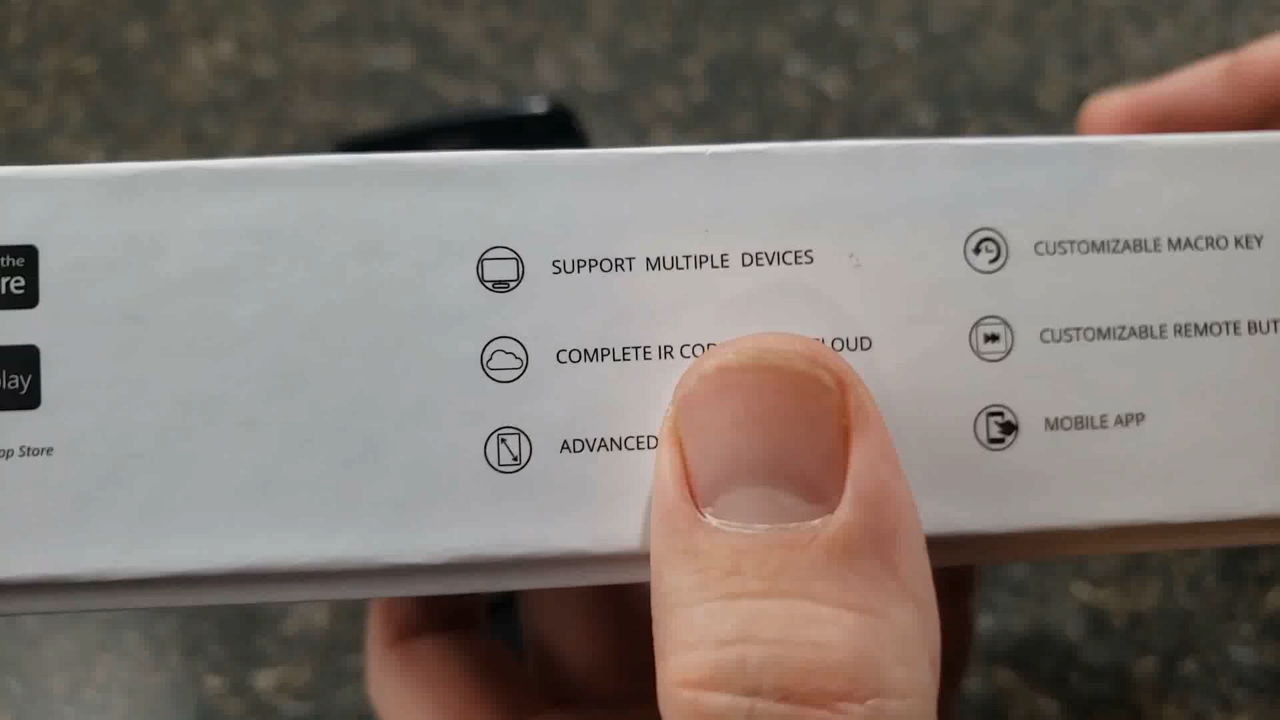 the
re
lay
pp Store
SUPPORT MULTIPLE DEVICES
COMPLETE IR COD LOUD
ADVANCED
CUSTOMIZABLE MACRO KEY
CUSTOMIZABLE REMOTE BUT
MOBILE APP